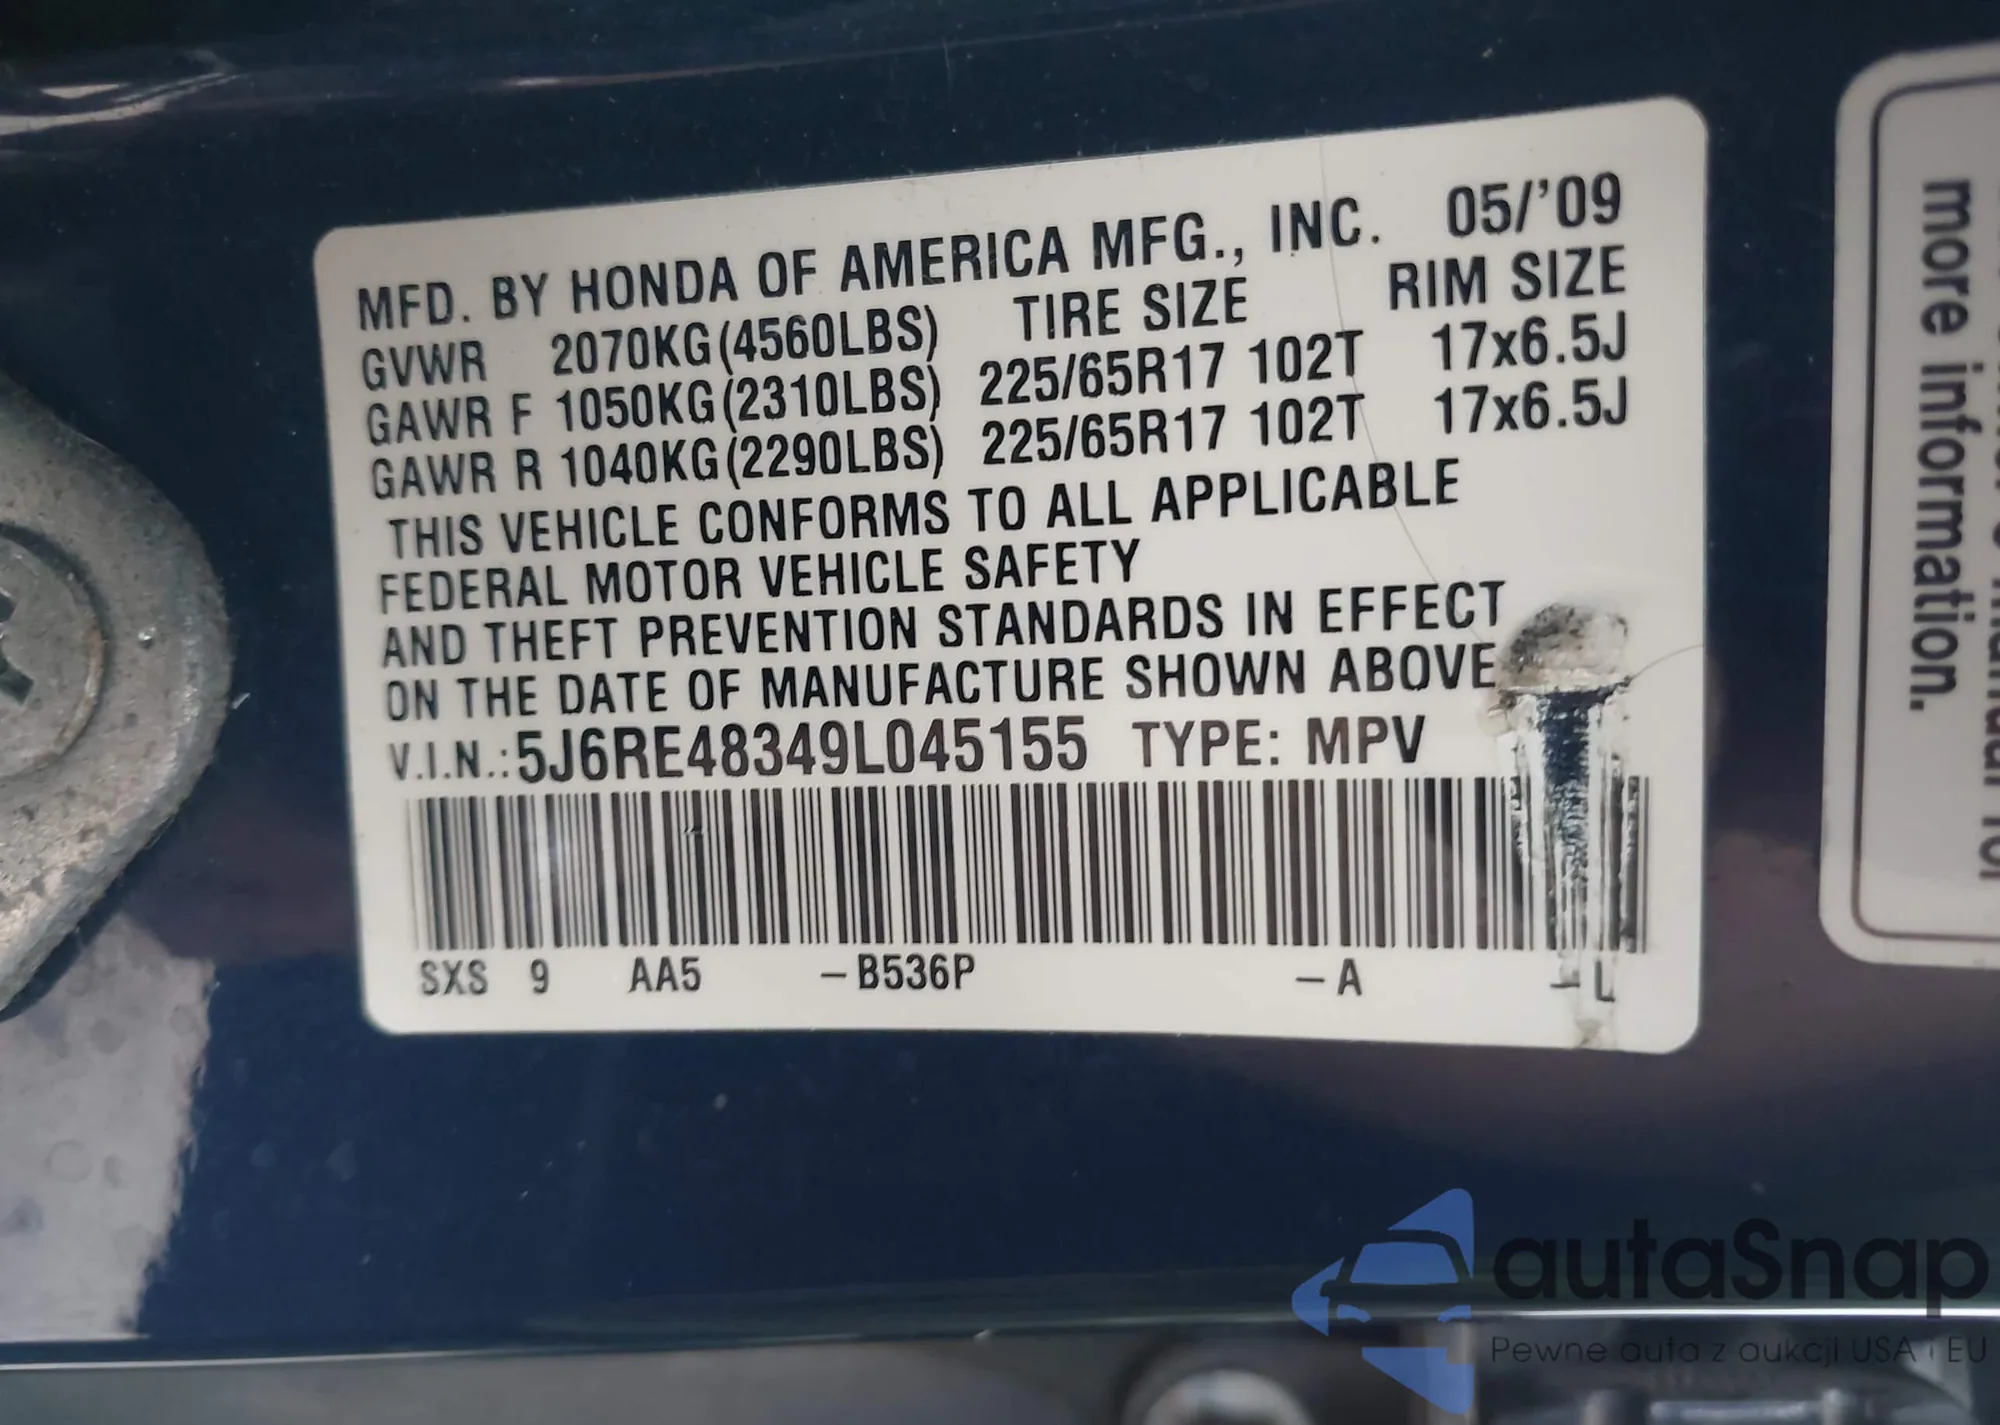 MFD. BY HONDA OF AMERICA MFG., INC. 05/'09
GVWR 2070KG(4560LBS) TIRE SIZE RIM SIZE
GAWR F 1050KG(2310LBS) 225/65R17 102T 17x6.5J
GAWR R 1040KG(2290LBS) 225/65R17 102T 17x6.5J
THIS VEHICLE CONFORMS TO ALL APPLICABLE
FEDERAL MOTOR VEHICLE SAFETY
AND THEFT PREVENTION STANDARDS IN EFFECT
ON THE DATE OF MANUFACTURE SHOWN ABOVE
V.I.N.:5J6RE48349L045155 TYPE: MPV
SXS 9 AA5 -B536P -A
more information.
autaSnap
Pewne auta z aukcji USA i EU